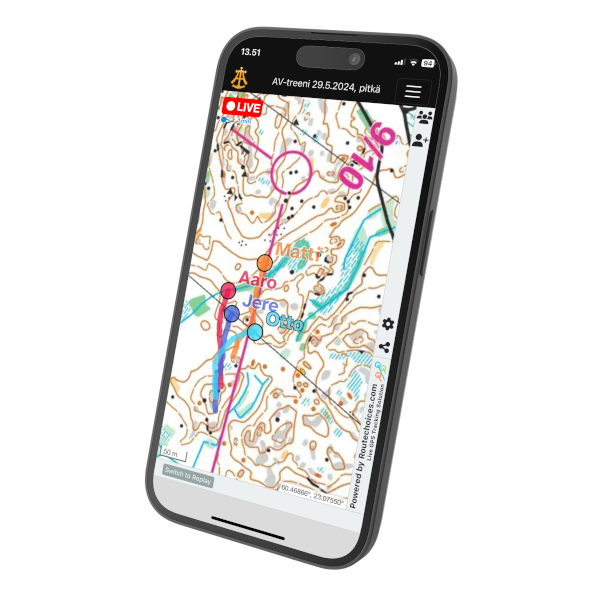 13.51
94
AV-treeni 29.5.2024, pitkä
LIVE
9/10
Matti
Aaro
Jere
Otto
50 m
Switch to Replay
60.46866°, 23.07550°
Powered by Routechoices.com
Live GPS Tracking Solution